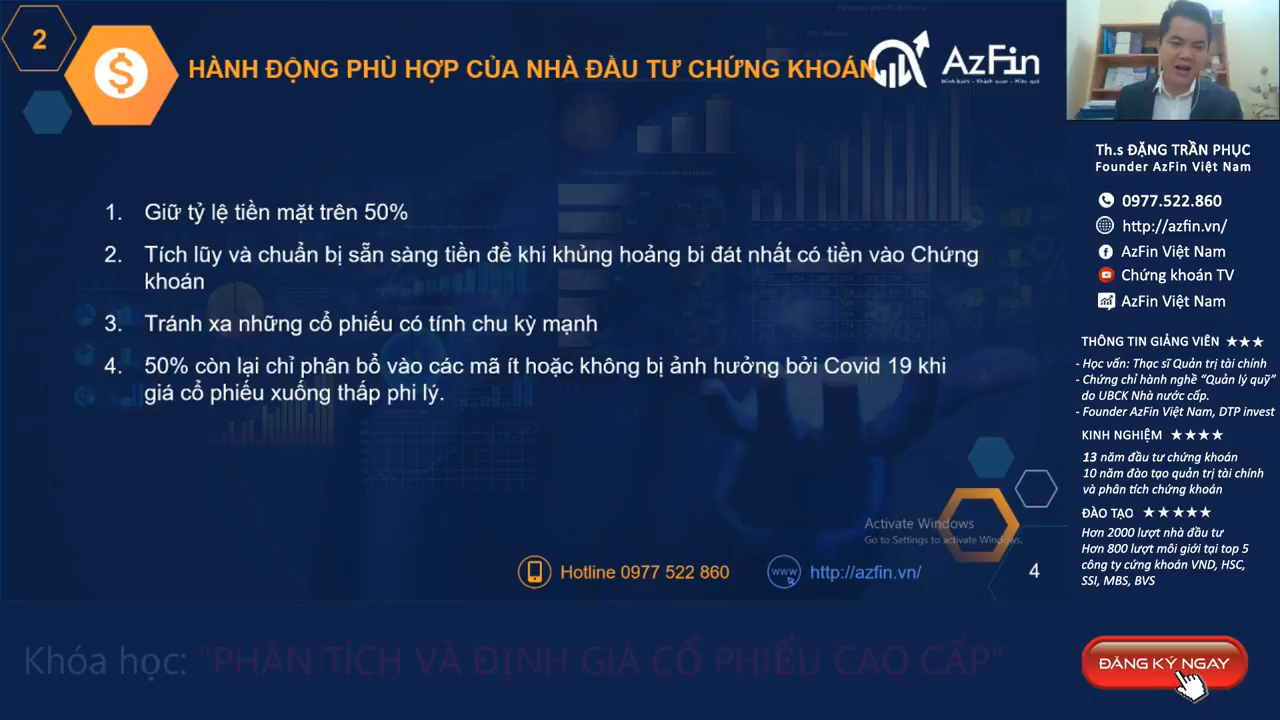 2
HÀNH ĐỘNG PHÙ HỢP CỦA NHÀ ĐẦU TƯ CHỨNG KHOÁN
AzFin
1. Giữ tỷ lệ tiền mặt trên 50%
2. Tích lũy và chuẩn bị sẵn sàng tiền để khi khủng hoảng bi đát nhất có tiền vào Chứng
khoán
3. Tránh xa những cổ phiếu có tính chu kỳ mạnh
4. 50% còn lại chỉ phân bổ vào các mã ít hoặc không bị ảnh hưởng bởi Covid 19 khi
giá cổ phiếu xuống thấp phi lý.
Activate Windows
Go to Settings to activate Windows.
Hotline 0977 522 860
www
http://azfin.vn/
4
Th.s ĐẶNG TRẦN PHỤC
Founder AzFin Việt Nam
0977.522.860
http://azfin.vn/
AzFin Việt Nam
Chứng khoán TV
AzFin Việt Nam
THÔNG TIN GIẢNG VIÊN ★★★
- Học vấn: Thạc sĩ Quản trị tài chính
- Chứng chỉ hành nghề “Quản lý quỹ”
do UBCK Nhà nước cấp.
- Founder AzFin Việt Nam, DTP invest
KINH NGHIỆM ★★★★
13 năm đầu tư chứng khoán
10 năm đào tạo quản trị tài chính
và phân tích chứng khoán
ĐÀO TẠO ★★★★★
Hơn 2000 lượt nhà đầu tư
Hơn 800 lượt môi giới tại top 5
công ty cứng khoán VND, HSC,
SSI, MBS, BVS
Khóa học: "PHÂN TÍCH VÀ ĐỊNH GIÁ CỔ PHIẾU CAO CẤP"
ĐĂNG KÝ NGAY